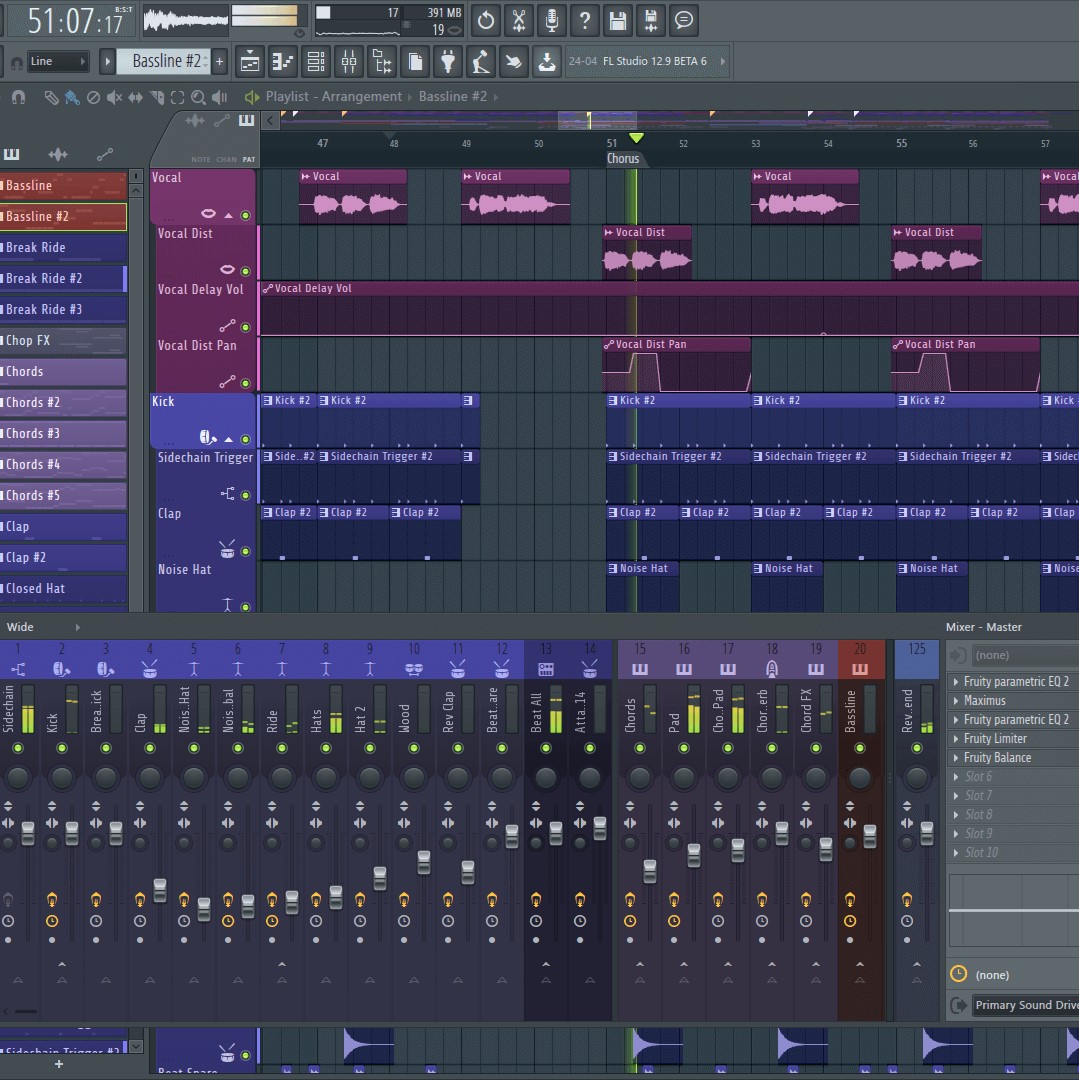 51:07:17 B:S:T
17 391 MB
19
Line Bassline #2 + 24-04 FL Studio 12.9 BETA 6
Playlist - Arrangement Bassline #2
NOTE CHAN PAT
47 48 49 50 51 52 53 54 55 56 57
Chorus
Bassline
Bassline #2
Break Ride
Break Ride #2
Break Ride #3
Chop FX
Chords
Chords #2
Chords #3
Chords #4
Chords #5
Clap
Clap #2
Closed Hat
Vocal Vocal Vocal Vocal Vocal
Vocal Dist Vocal Dist Vocal Dist
Vocal Delay Vol Vocal Delay Vol
Vocal Dist Pan Vocal Dist Pan Vocal Dist Pan
Kick Kick #2 Kick #2 Kick #2 Kick #2 Kick #2 Kick
Sidechain Trigger Side..#2 Sidechain Trigger #2 Sidechain Trigger #2 Sidechain Trigger #2 Sidechain Trigger #2 Sidec
Clap Clap #2 Clap #2 Clap #2 Clap #2 Clap #2 Clap #2 Clap #2 Clap #2 Clap #2 Clap
Noise Hat Noise Hat Noise Hat Noise Hat Noise
Wide Mixer - Master
1 2 3 4 5 6 7 8 9 10 11 12 13 14 15 16 17 18 19 20 125
Sidechain Kick Brea.ick Clap Nois.Hat Nois.bal Ride Hats Hat 2 Wood Rev Clap Beat.are Beat All Atta.14 Chords Pad Cho.Pad Chor.erb Chord FX Bassline Rev.end
(none)
Fruity parametric EQ 2
Maximus
Fruity parametric EQ 2
Fruity Limiter
Fruity Balance
Slot 6
Slot 7
Slot 8
Slot 9
Slot 10
(none)
Primary Sound Drive
Sidechain Trigger #2
+
Beat Snare